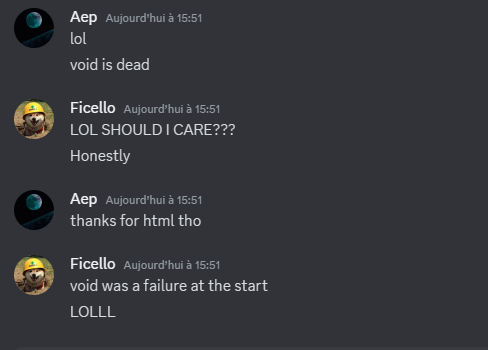 Aep Aujourd'hui à 15:51
lol
void is dead
Ficello Aujourd'hui à 15:51
LOL SHOULD I CARE???
Honestly
Aep Aujourd'hui à 15:51
thanks for html tho
Ficello Aujourd'hui à 15:51
void was a failure at the start
LOLLL